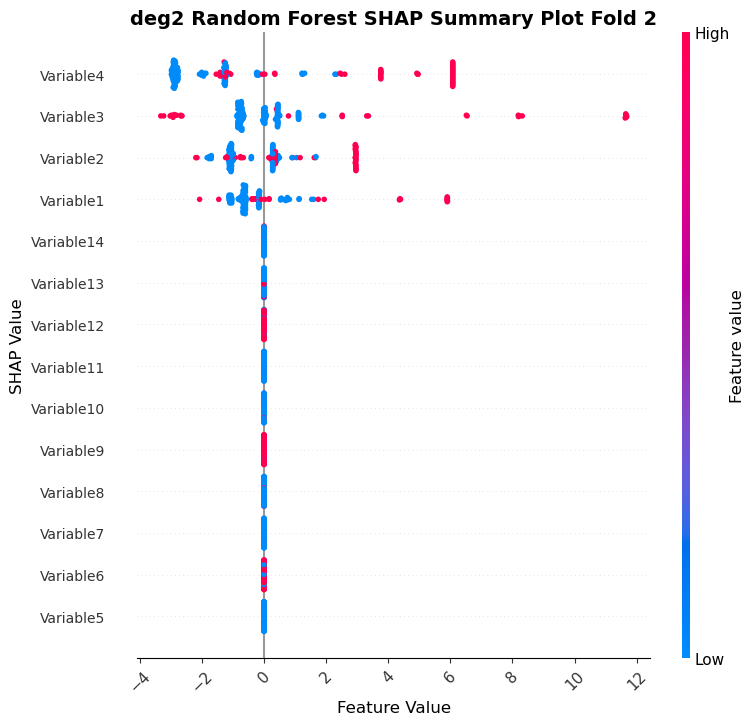 deg2 Random Forest SHAP Summary Plot Fold 2
High
Variable4
Variable3
Variable2
Variable1
Variable14
Variable13
Variable12
Variable11
Variable10
Variable9
Variable8
Variable7
Variable6
Variable5
SHAP Value
Feature value
Low
−4 −2 0 2 4 6 8 10 12
Feature Value